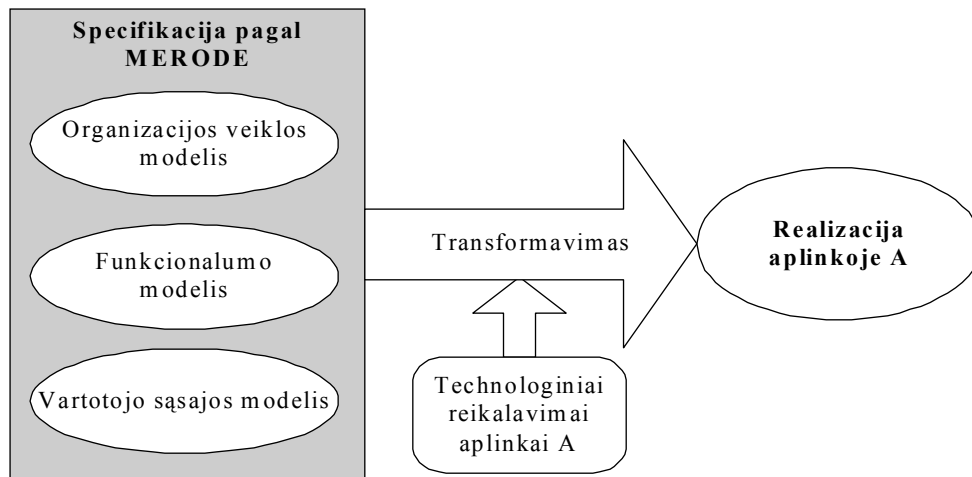 Specifikacija pagal
MERODE
Organizacijos veiklos
modelis
Funkcionalumo
modelis
Vartotojo sąsajos modelis
Transformavimas
Technologiniai
reikalavimai
aplinkai A
Realizacija
aplinkoje A